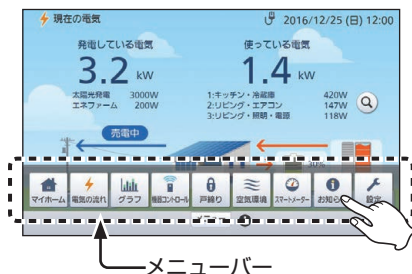 現在の電気
2016/12/25 (日) 12:00
発電している電気
使っている電気
3.2 kW
1.4 kW
太陽光発電 3000W
エネファーム 200W
1:キッチン・冷蔵庫 420W
2:リビング・エアコン 147W
3:リビング・照明・電源 118W
売電中
30%
マイホーム
電気の流れ
グラフ
機器コントロール
戸締り
空気環境
スマートメーター
お知らせ
設定
メニューバー